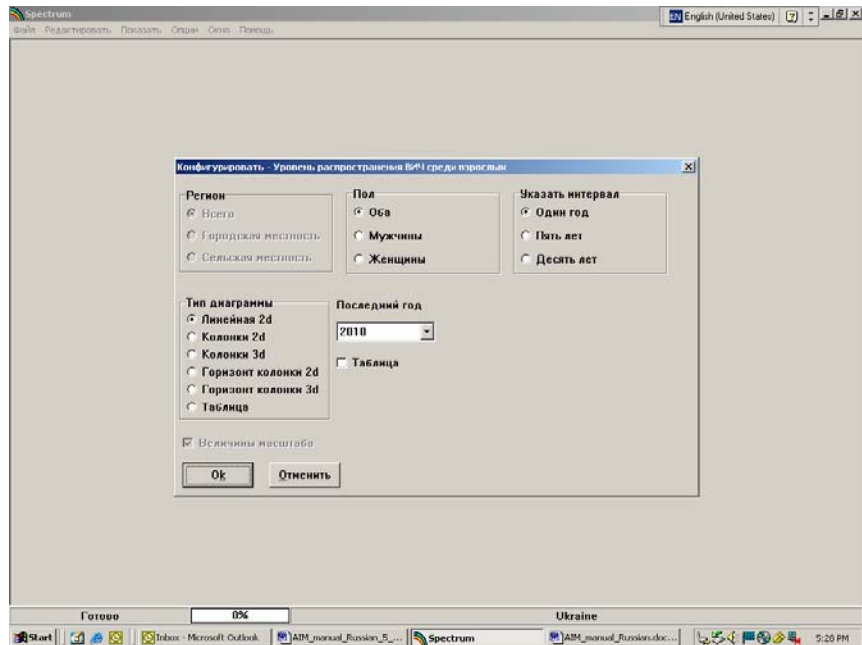 Spectrum
English (United States)
Файл Редактировать Показать Опции Окно Помощь
Конфигурировать - Уровень распространения ВИЧ среди взрослых
Регион
Всего
Городская местность
Сельская местность
Пол
Оба
Мужчины
Женщины
Указать интервал
Один год
Пять лет
Десять лет
Тип диаграммы
Линейная 2d
Колонки 2d
Колонки 3d
Горизонт колонки 2d
Горизонт колонки 3d
Таблица
Последний год
2010
Таблица
Величины масштаба
Ok
Отменить
Готово
0%
Ukraine
Start
Inbox - Microsoft Outlook
AIM_manual_Russian_5_...
Spectrum
AIM_manual_Russian.doc...
5:28 PM